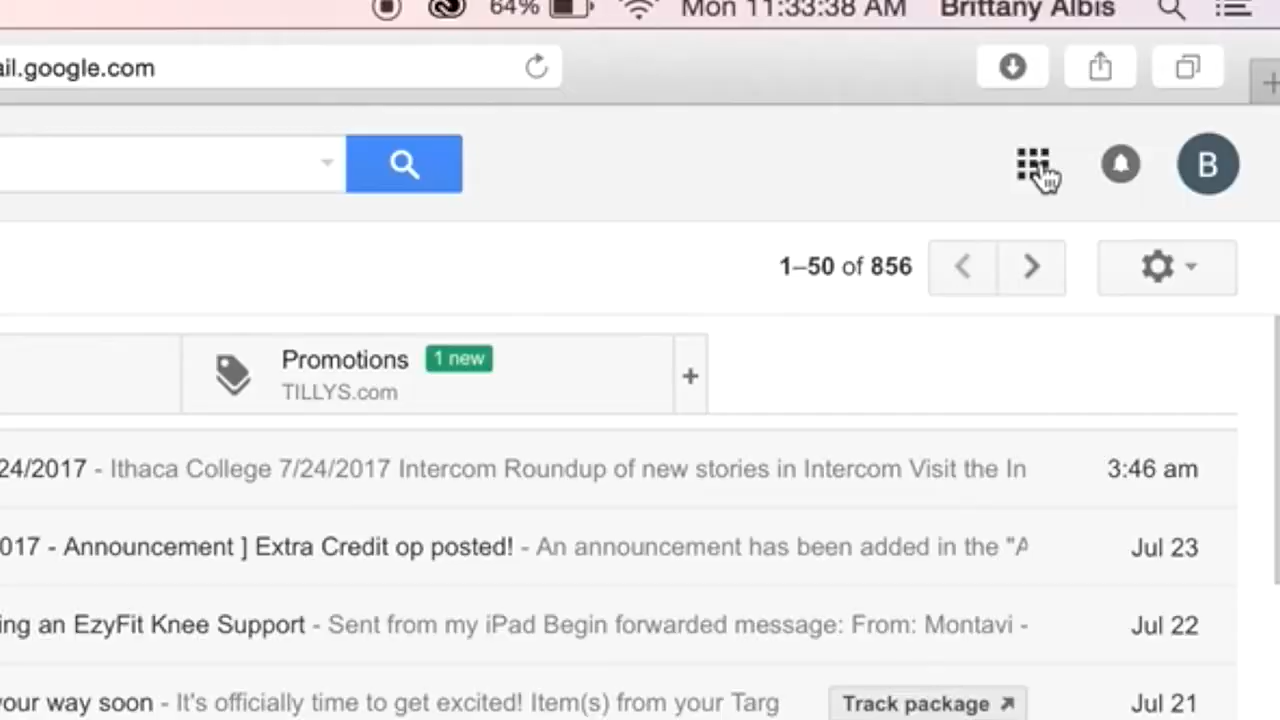 64% Mon 11:33:38 AM Brittany Albis
ail.google.com
B
1–50 of 856
Promotions 1 new
TILLYS.com
24/2017 - Ithaca College 7/24/2017 Intercom Roundup of new stories in Intercom Visit the In 3:46 am
017 - Announcement ] Extra Credit op posted! - An announcement has been added in the "A Jul 23
ing an EzyFit Knee Support - Sent from my iPad Begin forwarded message: From: Montavi - Jul 22
your way soon - It's officially time to get excited! Item(s) from your Targ Track package Jul 21